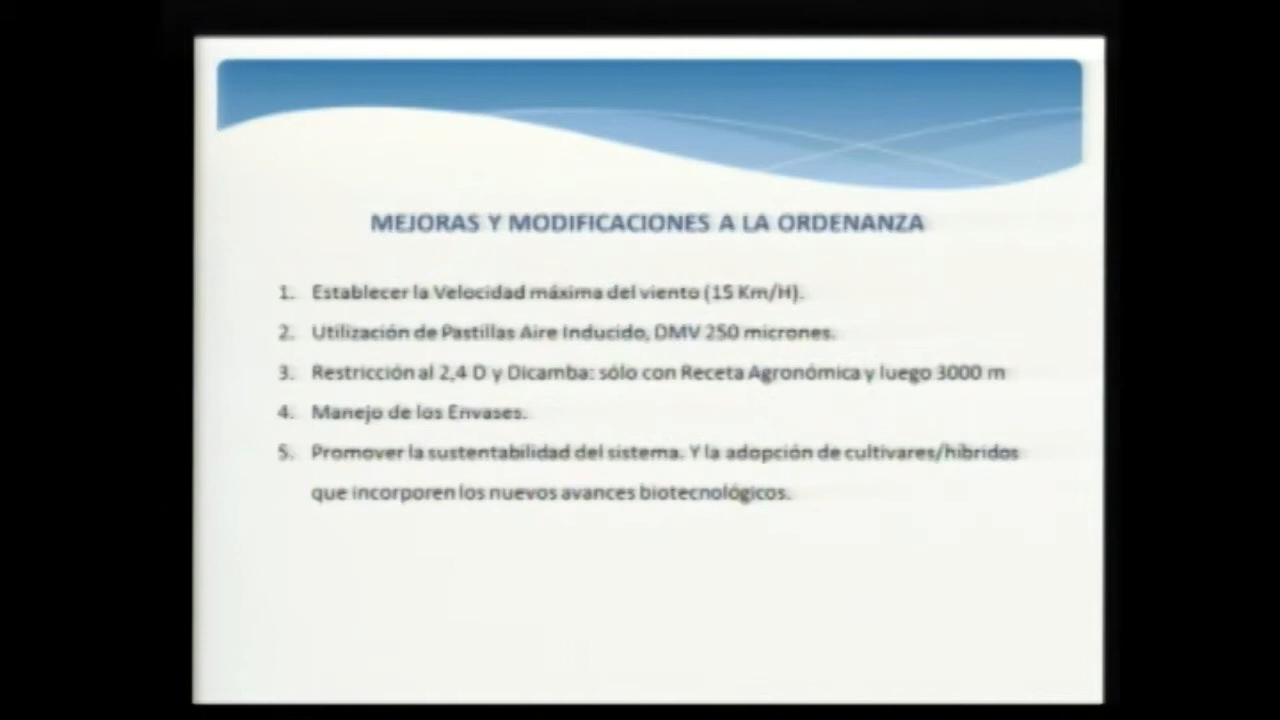 MEJORAS Y MODIFICACIONES A LA ORDENANZA
1. Establecer la Velocidad máxima del viento (15 Km/H).
2. Utilización de Pastillas Aire Inducido, DMV 250 micrones.
3. Restricción al 2,4 D y Dicamba: sólo con Receta Agronómica y luego 3000 m
4. Manejo de los Envases.
5. Promover la sustentabilidad del sistema. Y la adopción de cultivares/híbridos
que incorporen los nuevos avances biotecnológicos.